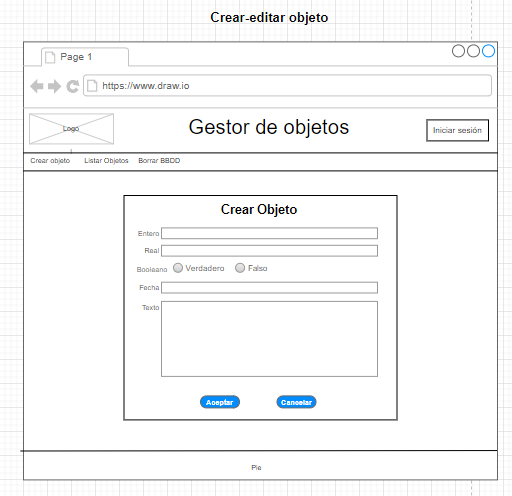 Crear-editar objeto
Page 1
https://www.draw.io
Logo
Gestor de objetos
Iniciar sesión
Crear objeto Listar Objetos Borrar BBDD
Crear Objeto
Entero
Real
Booleano Verdadero Falso
Fecha
Texto
Aceptar Cancelar
Pie